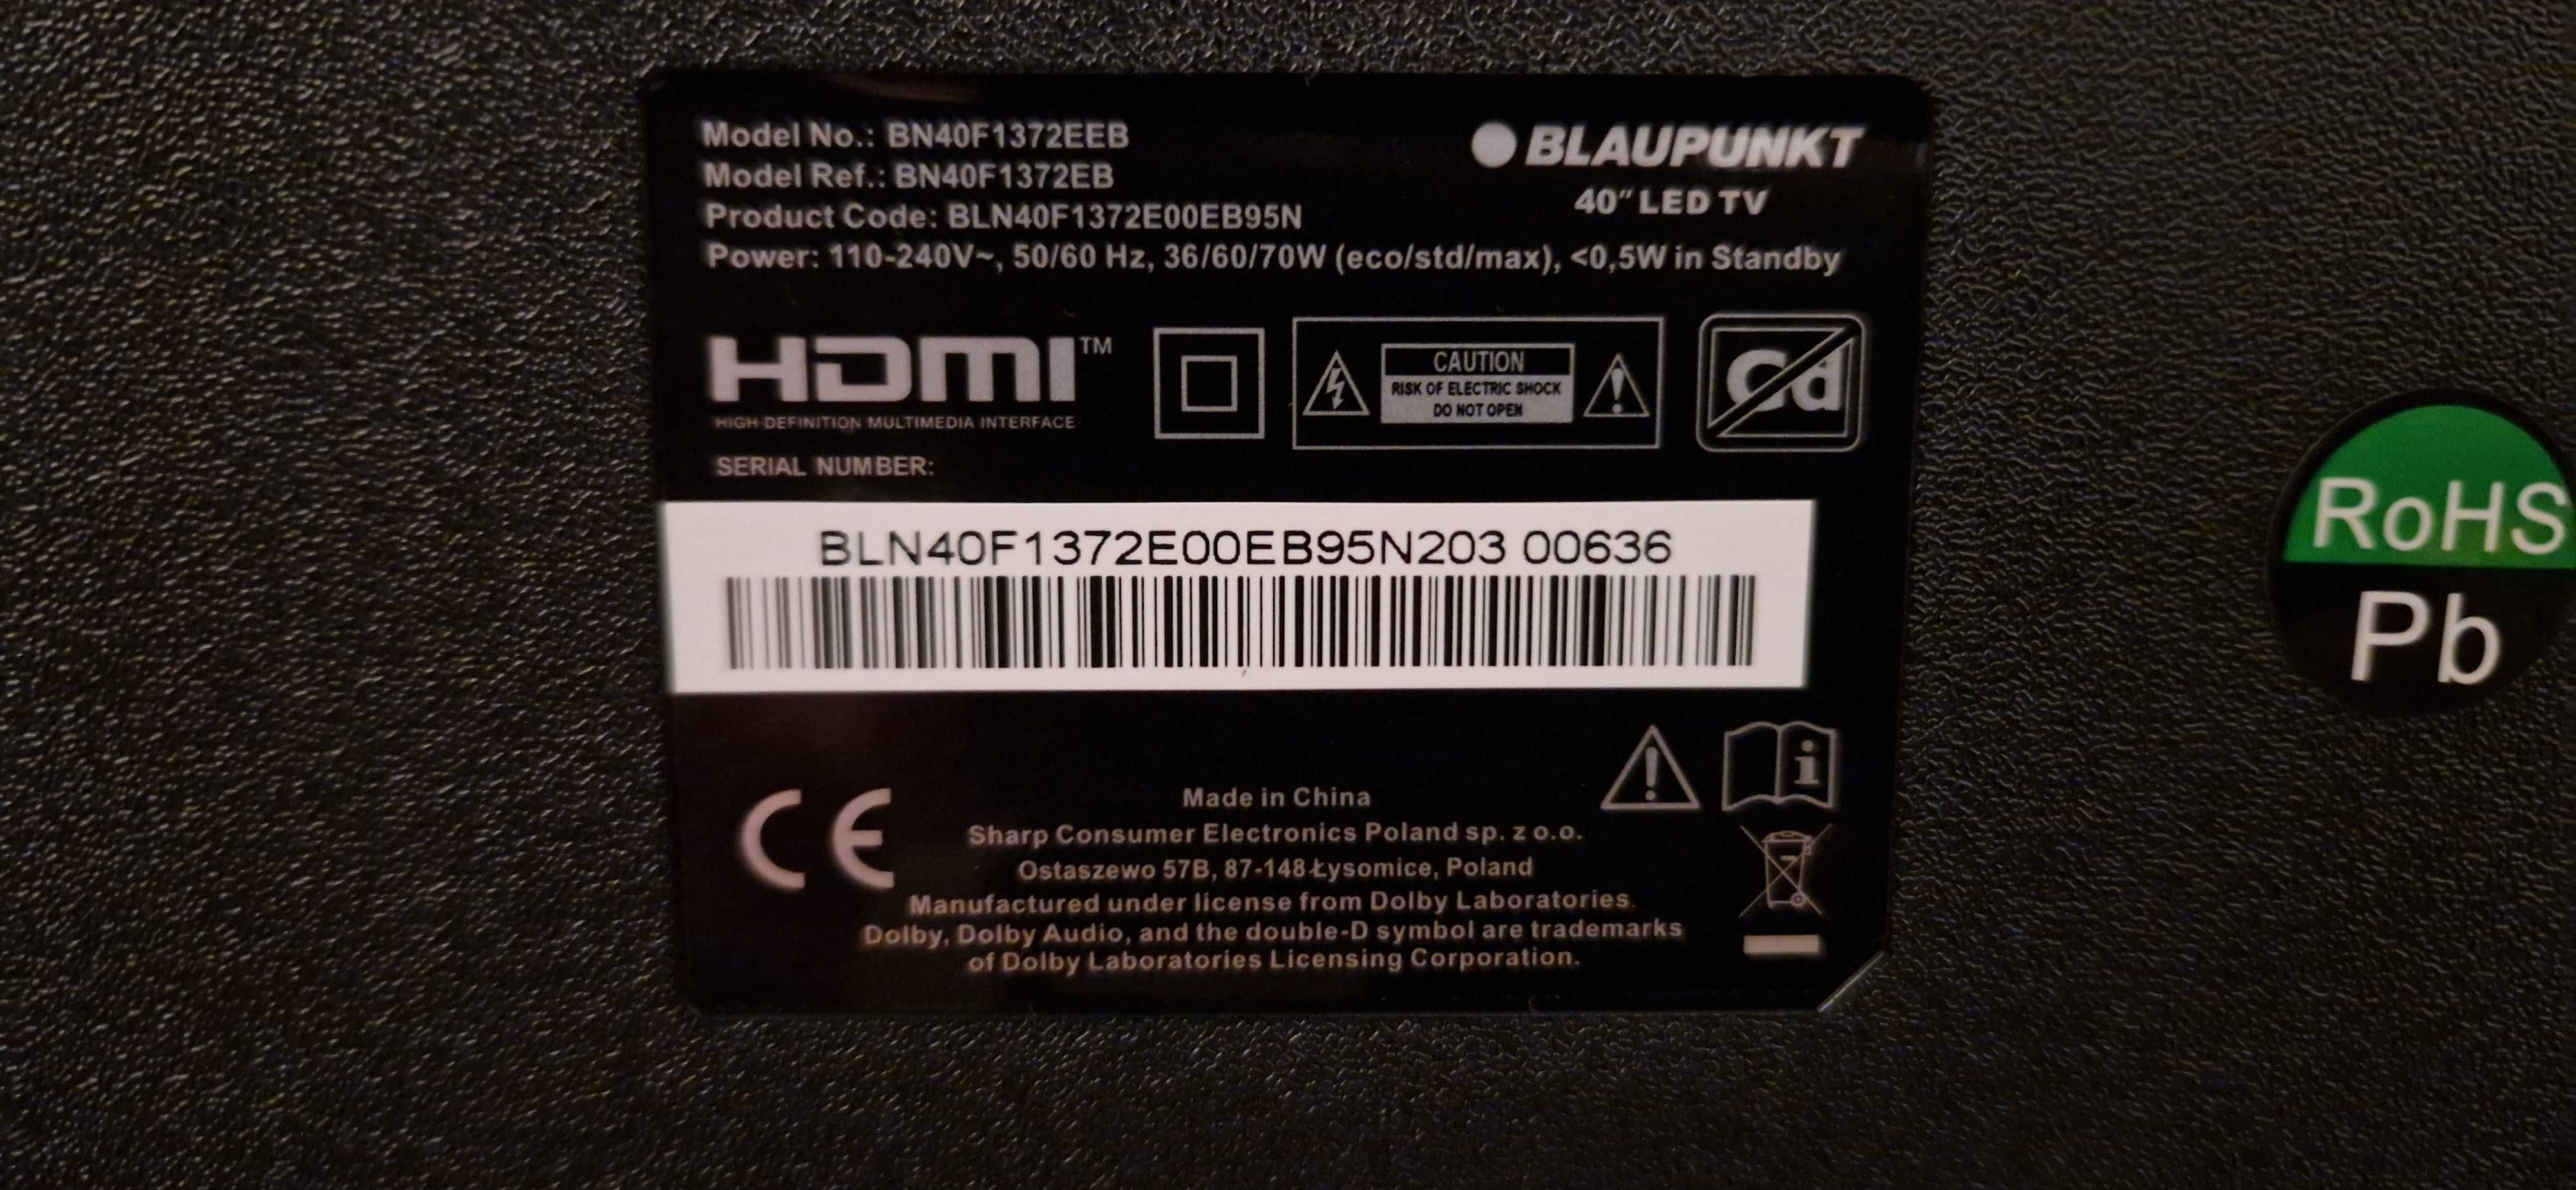 Model No.: BN40F1372EEB
Model Ref.: BN40F1372EB
Product Code: BLN40F1372E00EB95N
Power: 110-240V~, 50/60 Hz, 36/60/70W (eco/std/max), <0,5W in Standby
BLAUPUNKT
40" LED TV
HDMI™
HIGH-DEFINITION MULTIMEDIA INTERFACE
CAUTION
RISK OF ELECTRIC SHOCK
DO NOT OPEN
Cd
SERIAL NUMBER:
BLN40F1372E00EB95N203 00636
RoHS
Pb
CE
Made in China
Sharp Consumer Electronics Poland sp. z o.o.
Ostaszewo 57B, 87-148 Łysomice, Poland
Manufactured under license from Dolby Laboratories.
Dolby, Dolby Audio, and the double-D symbol are trademarks
of Dolby Laboratories Licensing Corporation.